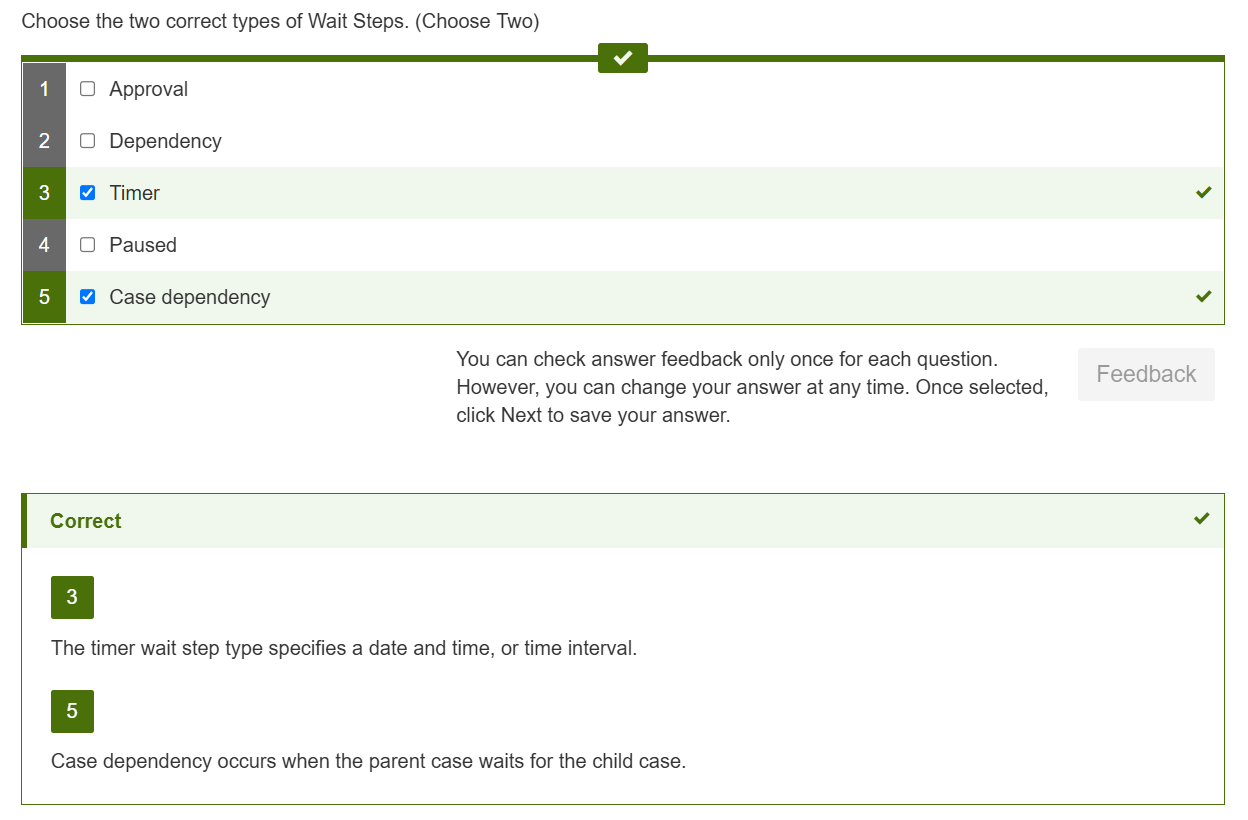 Choose the two correct types of Wait Steps. (Choose Two)
1 Approval
2 Dependency
3 Timer
4 Paused
5 Case dependency
You can check answer feedback only once for each question.
However, you can change your answer at any time. Once selected,
click Next to save your answer.
Feedback
Correct
3
The timer wait step type specifies a date and time, or time interval.
5
Case dependency occurs when the parent case waits for the child case.